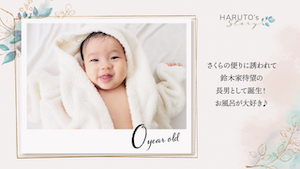 HARUTO's
Story
0 year old
さくらの便りに誘われて
鈴木家待望の
長男として誕生!
お風呂が大好き♪